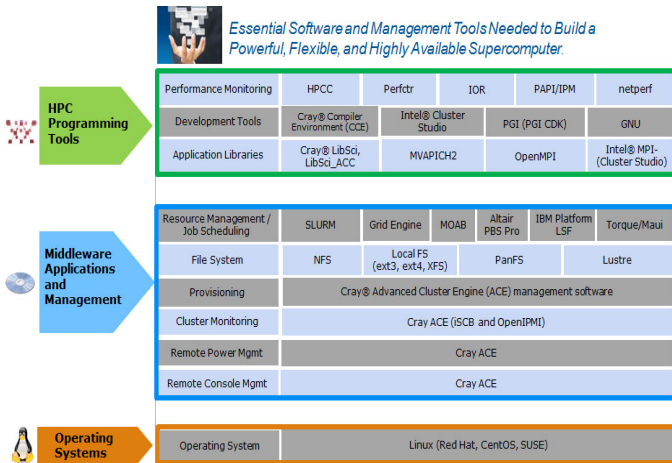 Essential Software and Management Tools Needed to Build a
Powerful, Flexible, and Highly Available Supercomputer.
HPC
Programming
Tools
Performance Monitoring
HPCC
Perfctr
IOR
PAPI/IPM
netperf
Development Tools
Cray® Compiler
Environment (CCE)
Intel® Cluster
Studio
PGI (PGI CDK)
GNU
Application Libraries
Cray® LibSci,
LibSci_ACC
MVAPICH2
OpenMPI
Intel® MPI-
(Cluster Studio)
Middleware
Applications
and
Management
Resource Management /
Job Scheduling
SLURM
Grid Engine
MOAB
Altair
PBS Pro
IBM Platform
LSF
Torque/Maui
File System
NFS
Local FS
(ext3, ext4, XFS)
PanFS
Lustre
Provisioning
Cray® Advanced Cluster Engine (ACE) management software
Cluster Monitoring
Cray ACE (iSCB and OpenIPMI)
Remote Power Mgmt
Cray ACE
Remote Console Mgmt
Cray ACE
Operating
Systems
Operating System
Linux (Red Hat, CentOS, SUSE)